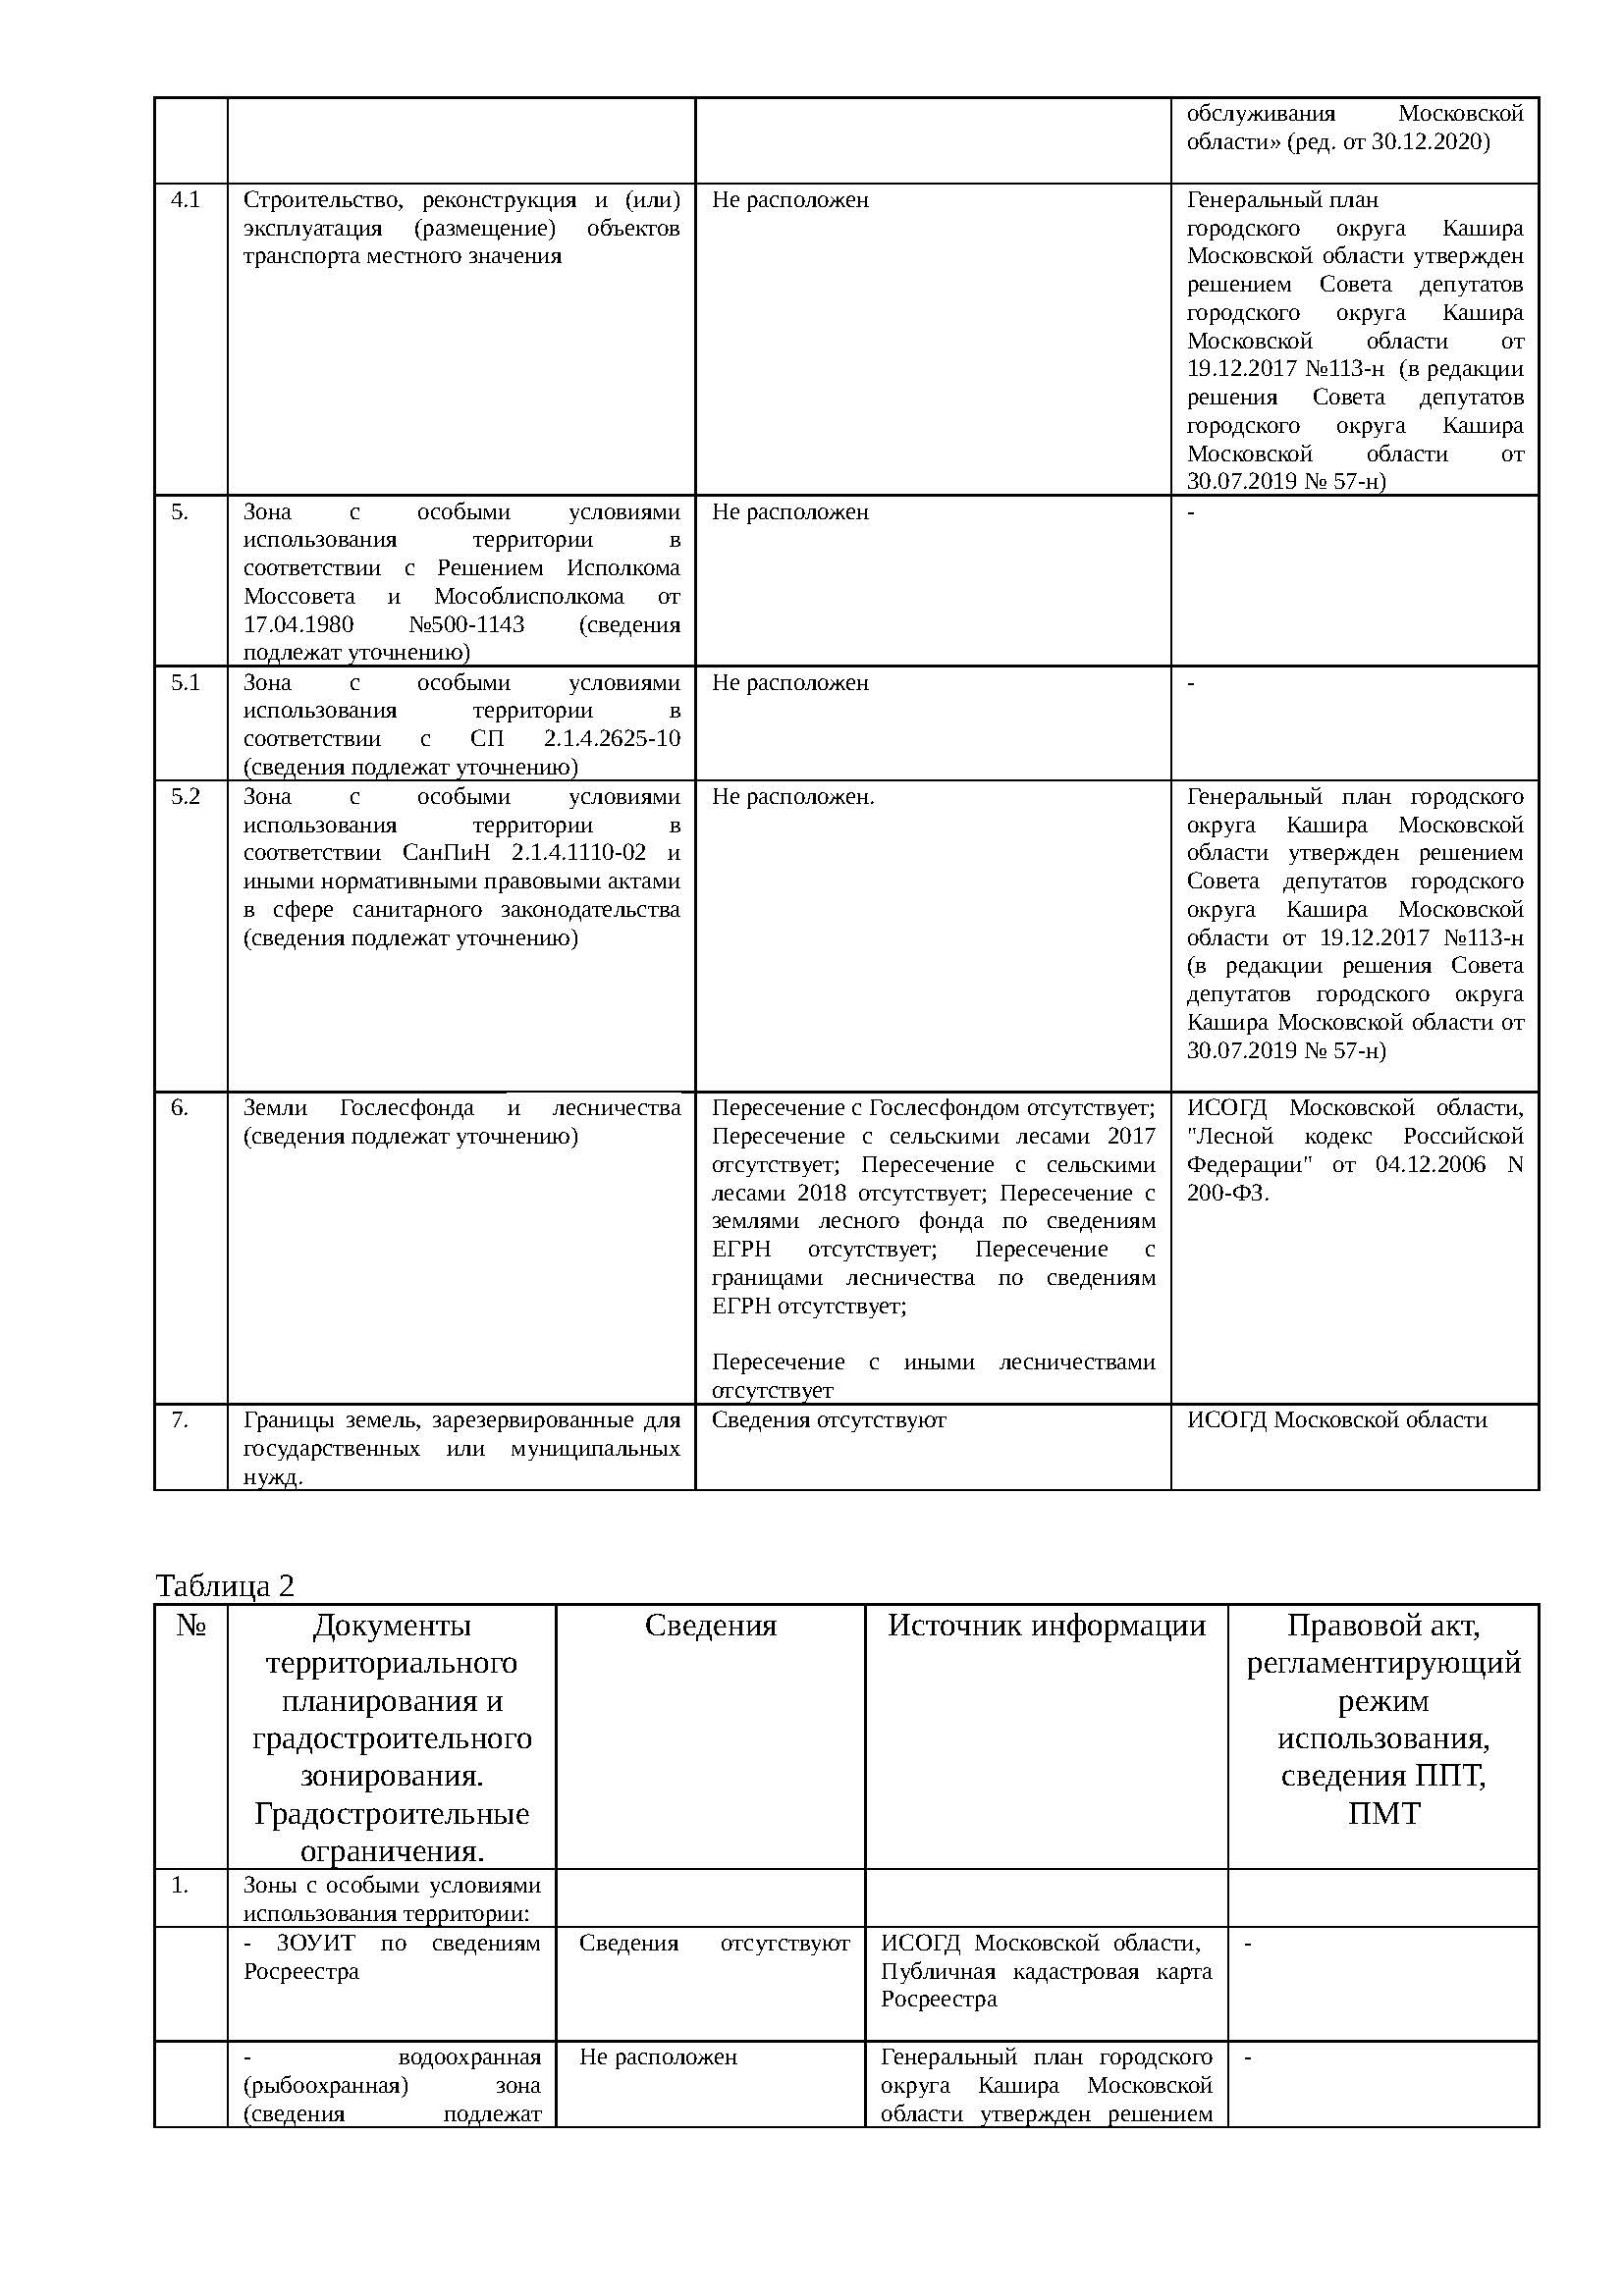 обслуживания Московской
области» (ред. от 30.12.2020)
4.1
Строительство, реконструкция и (или)
эксплуатация (размещение) объектов
транспорта местного значения
Не расположен
Генеральный план
городского округа Кашира
Московской области утвержден
решением Совета депутатов
городского округа Кашира
Московской области от
19.12.2017 №113-н (в редакции
решения Совета депутатов
городского округа Кашира
Московской области от
30.07.2019 № 57-н)
5.
Зона с особыми условиями
использования территории в
соответствии с Решением Исполкома
Моссовета и Мособлисполкома от
17.04.1980 №500-1143 (сведения
подлежат уточнению)
Не расположен
-
5.1
Зона с особыми условиями
использования территории в
соответствии с СП 2.1.4.2625-10
(сведения подлежат уточнению)
Не расположен
-
5.2
Зона с особыми условиями
использования территории в
соответствии СанПиН 2.1.4.1110-02 и
иными нормативными правовыми актами
в сфере санитарного законодательства
(сведения подлежат уточнению)
Не расположен.
Генеральный план городского
округа Кашира Московской
области утвержден решением
Совета депутатов городского
округа Кашира Московской
области от 19.12.2017 №113-н
(в редакции решения Совета
депутатов городского округа
Кашира Московской области от
30.07.2019 № 57-н)
6.
Земли Гослесфонда и лесничества
(сведения подлежат уточнению)
Пересечение с Гослесфондом отсутствует;
Пересечение с сельскими лесами 2017
отсутствует; Пересечение с сельскими
лесами 2018 отсутствует; Пересечение с
землями лесного фонда по сведениям
ЕГРН отсутствует; Пересечение с
границами лесничества по сведениям
ЕГРН отсутствует;
Пересечение с иными лесничествами
отсутствует
ИСОГД Московской области,
"Лесной кодекс Российской
Федерации" от 04.12.2006 N
200-ФЗ.
7.
Границы земель, зарезервированные для
государственных или муниципальных
нужд.
Сведения отсутствуют
ИСОГД Московской области
Таблица 2
№
Документы
территориального
планирования и
градостроительного
зонирования.
Градостроительные
ограничения.
Сведения
Источник информации
Правовой акт,
регламентирующий
режим
использования,
сведения ППТ,
ПМТ
1.
Зоны с особыми условиями
использования территории:
- ЗОУИТ по сведениям
Росреестра
Сведения отсутствуют
ИСОГД Московской области,
Публичная кадастровая карта
Росреестра
-
- водоохранная
(рыбоохранная) зона
(сведения подлежат
Не расположен
Генеральный план городского
округа Кашира Московской
области утвержден решением
-